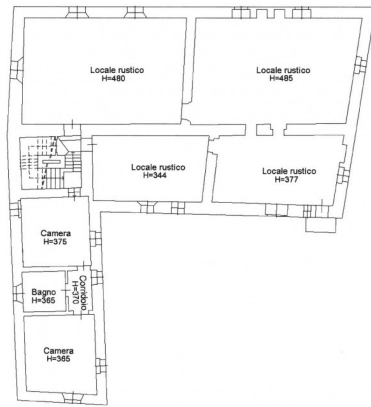 Locale rustico
H=480
Locale rustico
H=485
Locale rustico
H=344
Locale rustico
H=377
Camera
H=375
Corridoio
H=370
Bagno
H=365
Camera
H=365